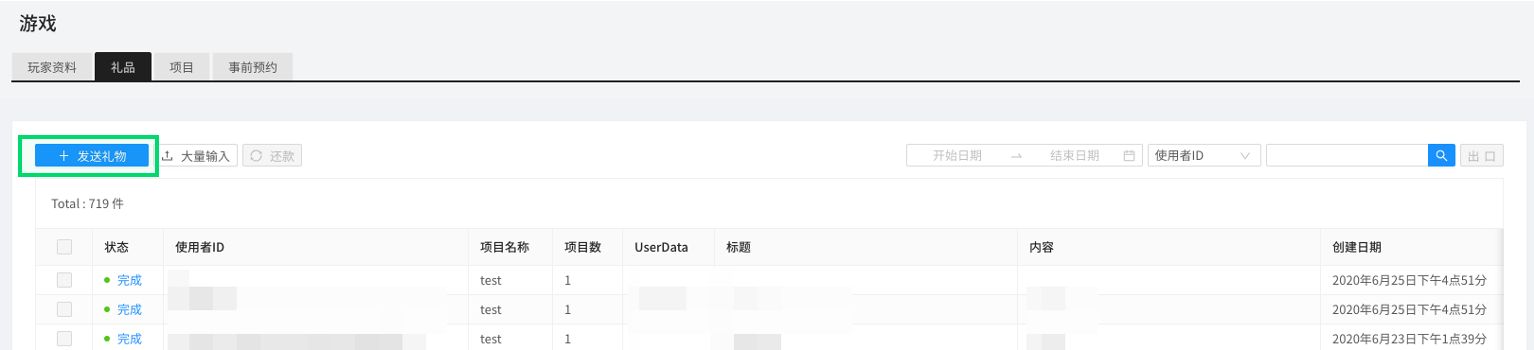 游戏
玩家资料 礼品 项目 事前预约
+ 发送礼物 大量输入 还款 开始日期 → 结束日期 使用者ID 出 口
Total : 719 件
状态 使用者ID 项目名称 项目数 UserData 标题 内容 创建日期
完成 test 1 2020年6月25日下午4点51分
完成 test 1 2020年6月25日下午4点51分
完成 test 1 2020年6月23日下午1点39分